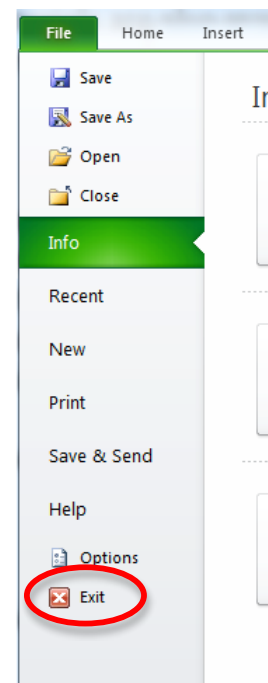 File Home Insert
Save
Save As
Open
Close
Info
Recent
New
Print
Save & Send
Help
Options
Exit